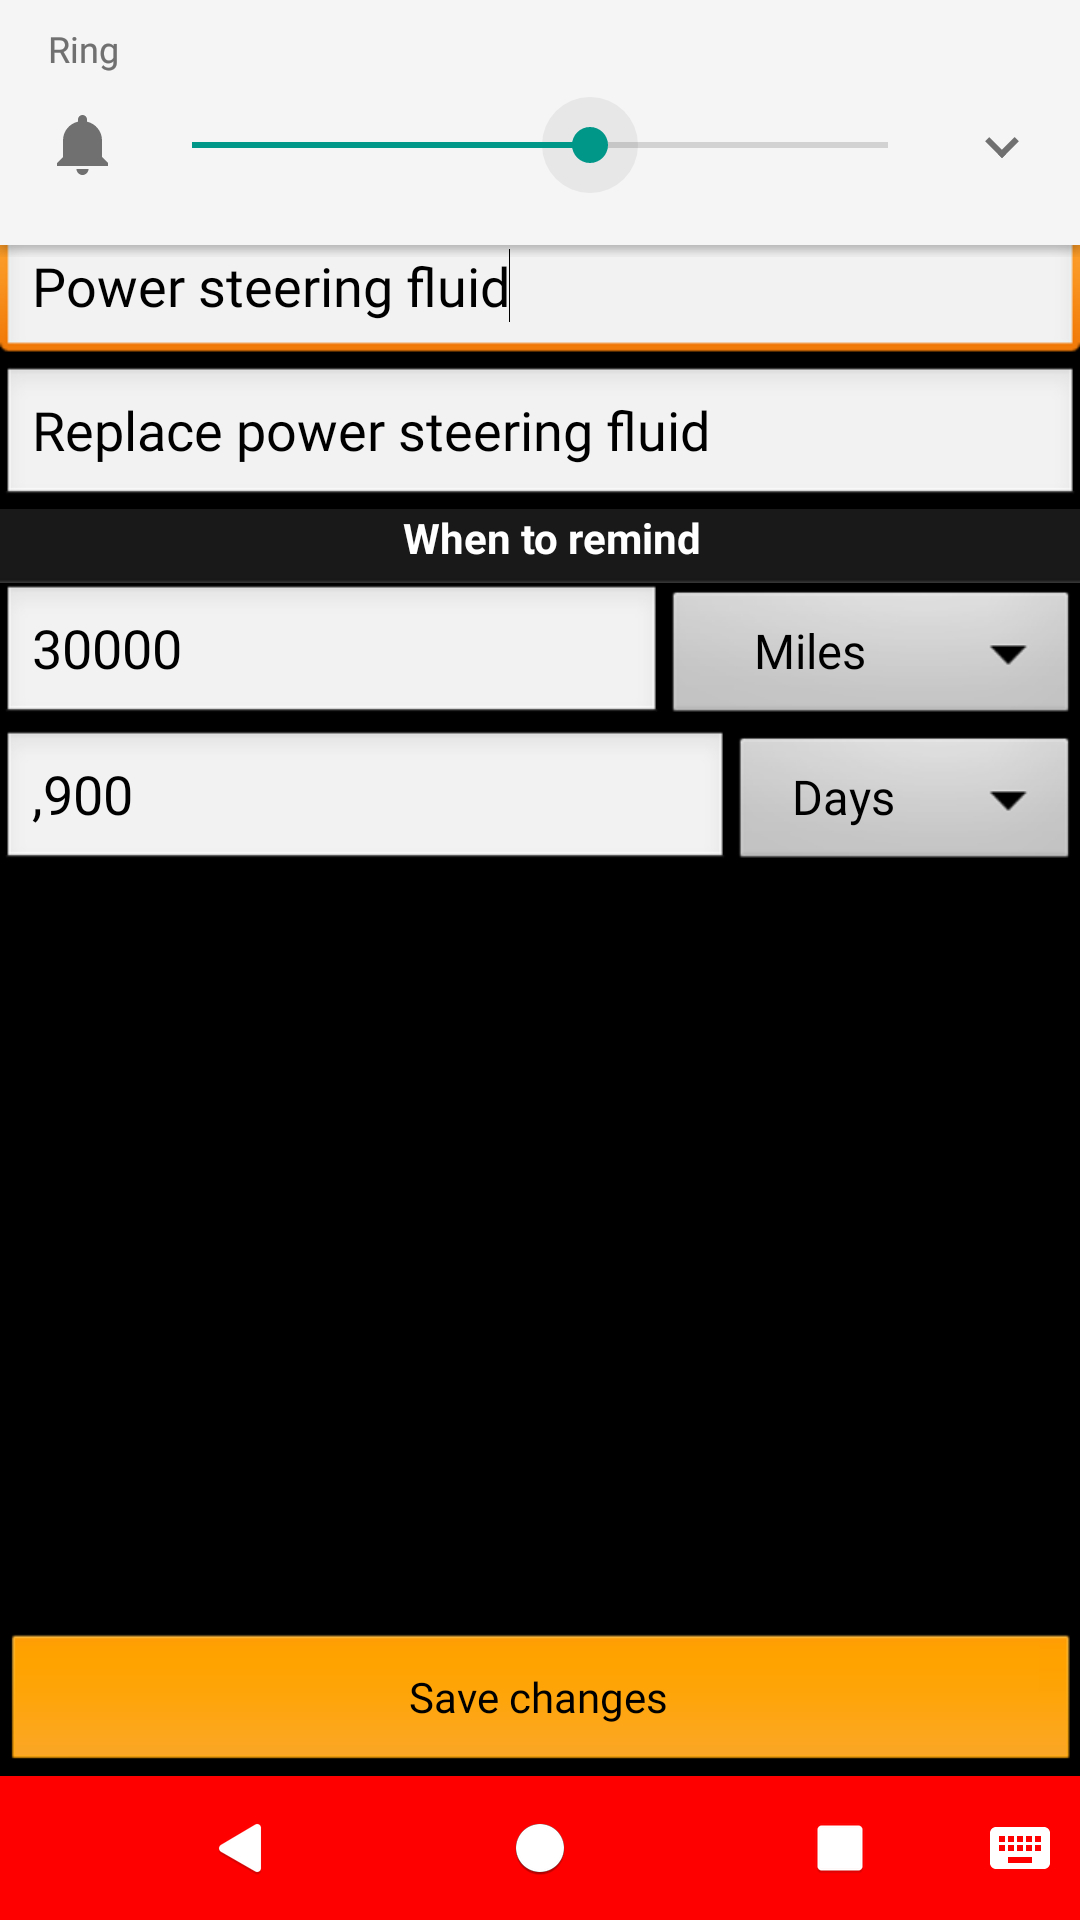 Ring
Power steering fluid
Replace power steering fluid
When to remind
30000
Miles
,900
Days
Save changes